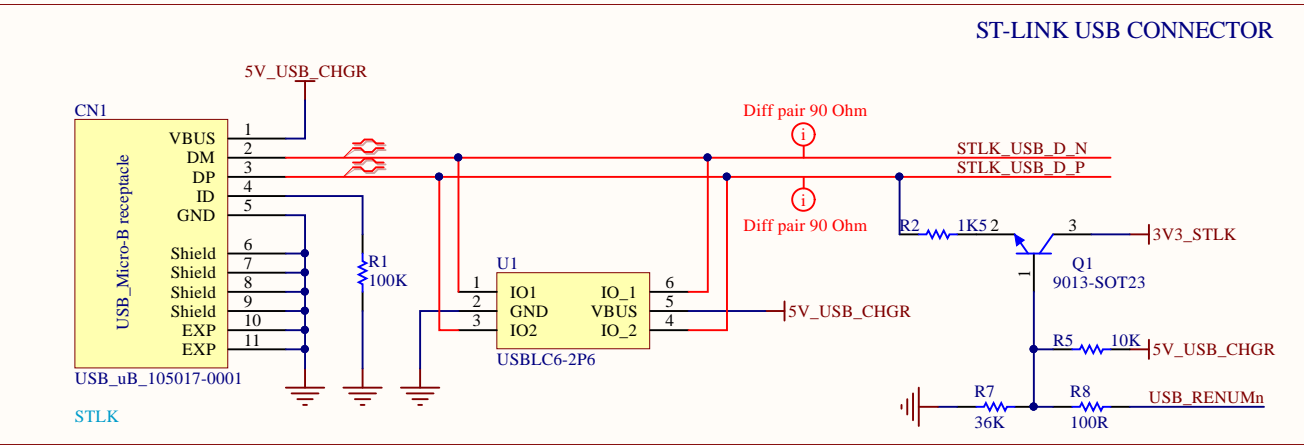 ST-LINK USB CONNECTOR
5V_USB_CHGR
CN1
Diff pair 90 Ohm
i
VBUS 1
DM 2
DP 3
ID 4
GND 5
Shield 6
Shield 7
Shield 8
Shield 9
EXP 10
EXP 11
USB_Micro-B receptacle
USB_uB_105017-0001
STLK
STLK_USB_D_N
STLK_USB_D_P
i
Diff pair 90 Ohm
R1
100K
U1
1 IO1 IO_1 6
2 GND VBUS 5
3 IO2 IO_2 4
USBLC6-2P6
5V_USB_CHGR
R2 1K5 2 3 3V3_STLK
1
Q1
9013-SOT23
R5 10K 5V_USB_CHGR
R7
36K
R8
100R
USB_RENUMn